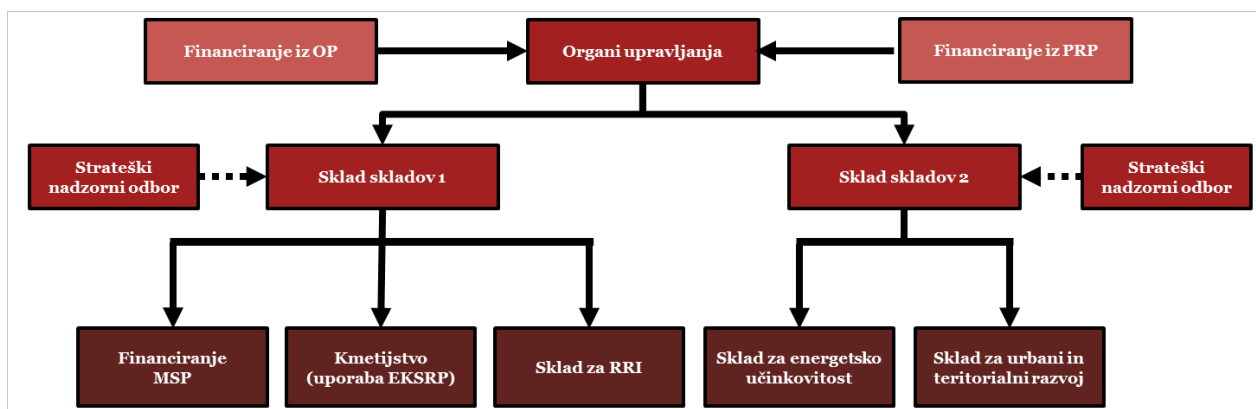 Financiranje iz OP
Organi upravljanja
Financiranje iz PRP
Strateški
nadzorni odbor
Sklad skladov 1
Sklad skladov 2
Strateški
nadzorni odbor
Financiranje
MSP
Kmetijstvo
(uporaba EKSRP)
Sklad za RRI
Sklad za energetsko
učinkovitost
Sklad za urbani in
teritorialni razvoj